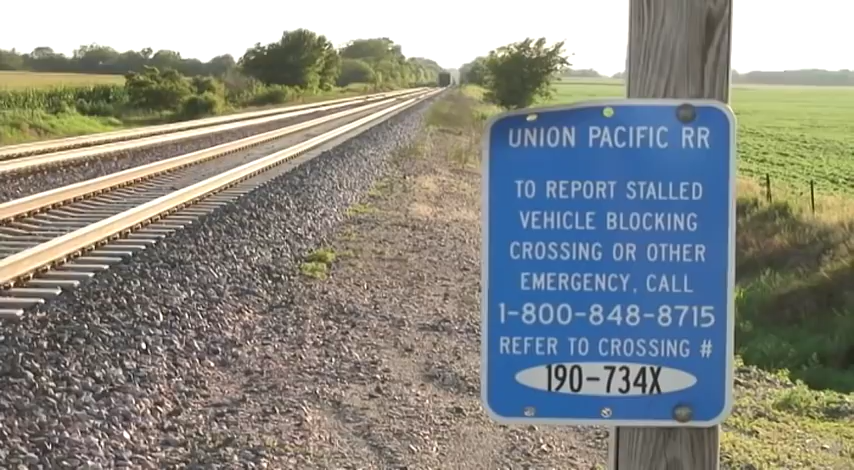 UNION PACIFIC RR
TO REPORT STALLED
VEHICLE BLOCKING
CROSSING OR OTHER
EMERGENCY, CALL
1-800-848-8715
REFER TO CROSSING #
190-734X